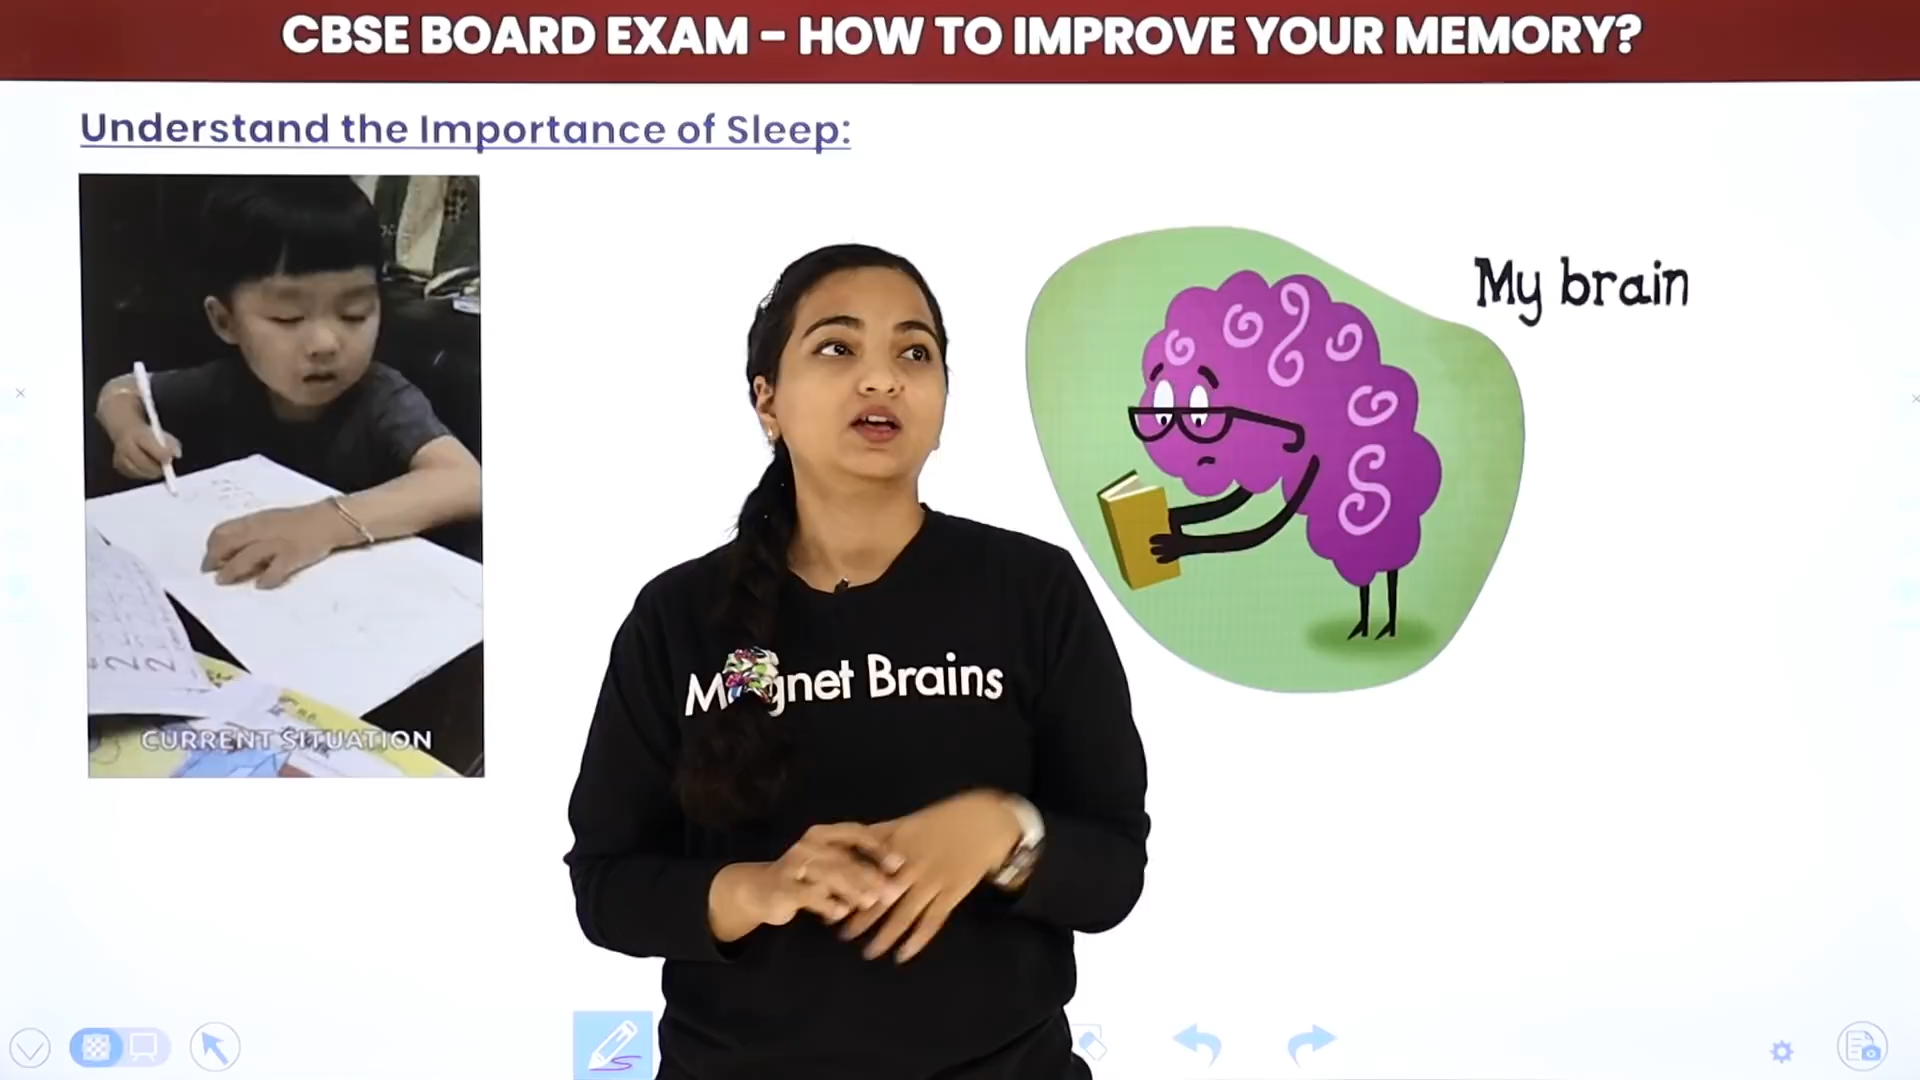 CBSE BOARD EXAM – HOW TO IMPROVE YOUR MEMORY?
Understand the Importance of Sleep:
My brain
Magnet Brains
CURRENT SITUATION